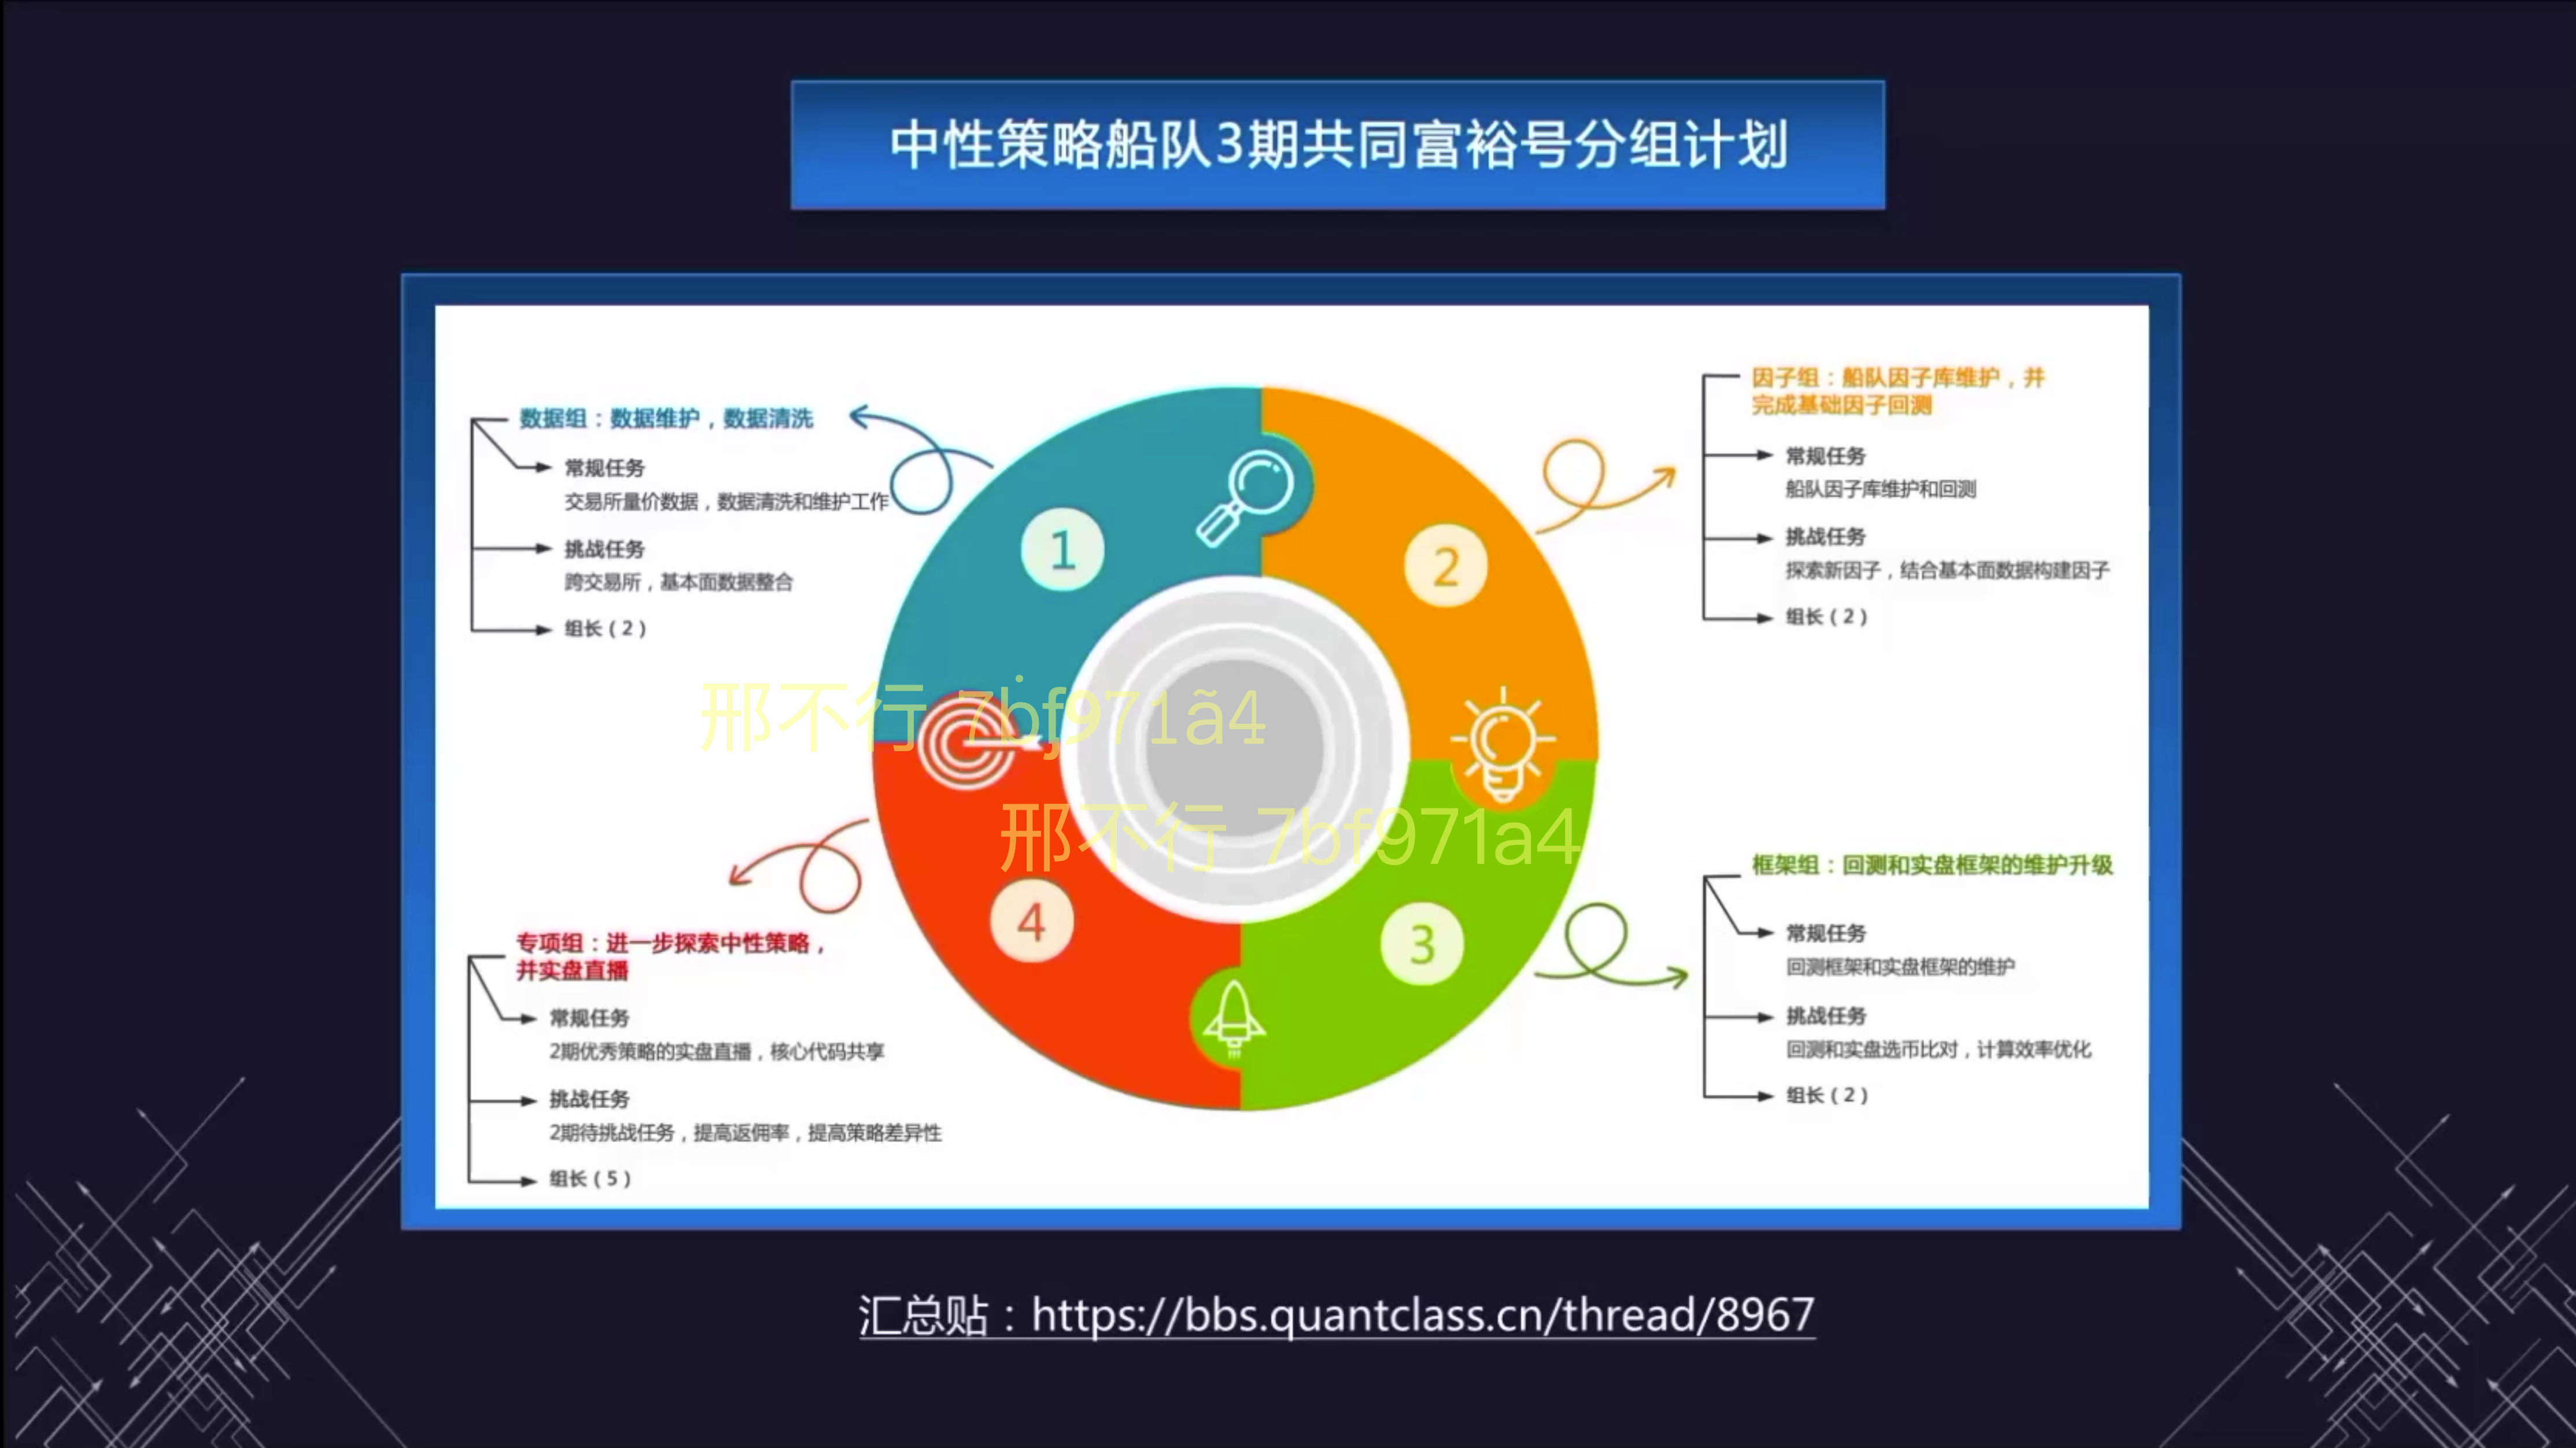 中性策略船队3期共同富裕号分组计划
数据组：数据维护，数据清洗
常规任务
交易所量价数据，数据清洗和维护工作
挑战任务
跨交易所，基本面数据整合
组长（2）
因子组：船队因子库维护，并
完成基础因子回测
常规任务
船队因子库维护和回测
挑战任务
探索新因子，结合基本面数据构建因子
组长（2）
1
2
3
4
邢不行 7bf971a4
邢不行 7bf971a4
专项组：进一步探索中性策略，
并实盘直播
常规任务
2期优秀策略的实盘直播，核心代码共享
挑战任务
2期待挑战任务，提高返佣率，提高策略差异性
组长（5）
框架组：回测和实盘框架的维护升级
常规任务
回测框架和实盘框架的维护
挑战任务
回测和实盘选币比对，计算效率优化
组长（2）
汇总贴：https://bbs.quantclass.cn/thread/8967